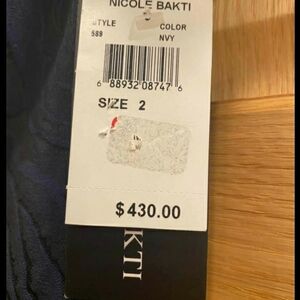 NICOLE BAKTI
STYLE COLOR
589 NVY
6 88932 08747 6
SIZE 2
$430.00
KTI